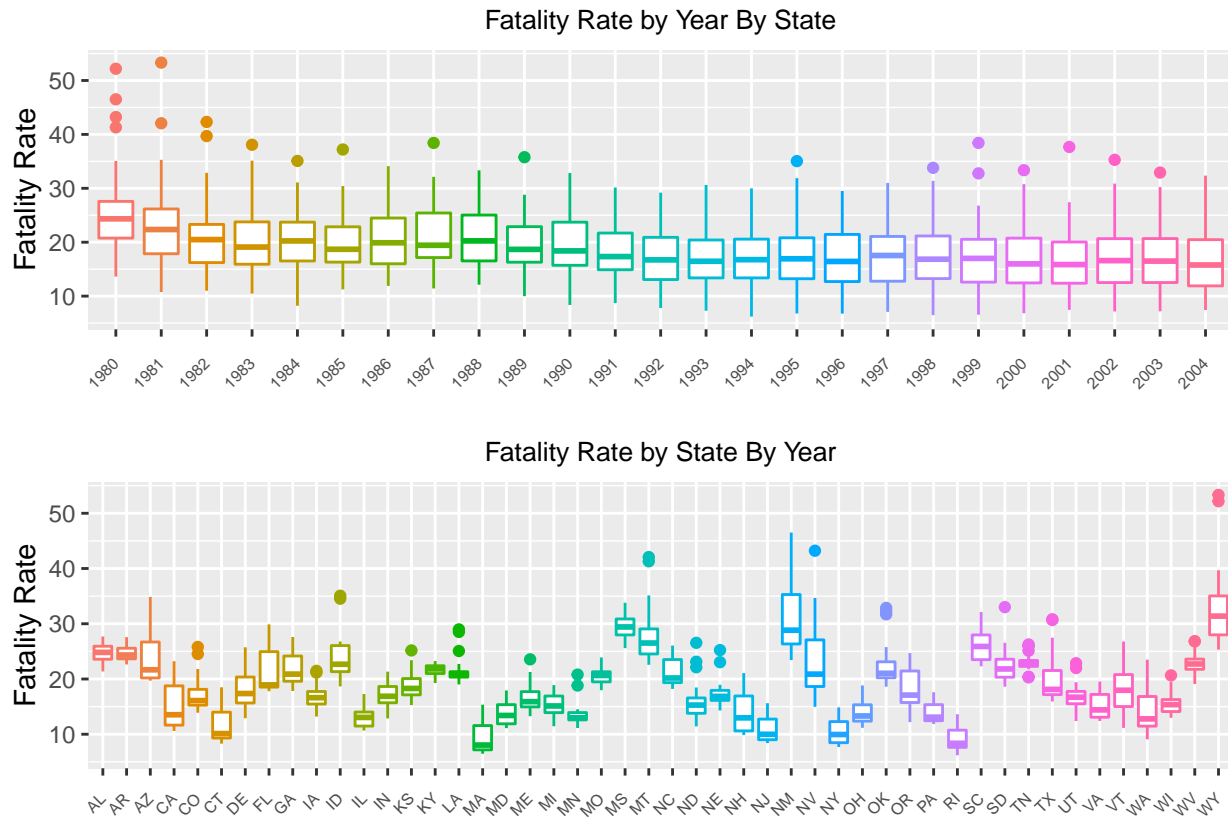 Fatality Rate by Year By State
Fatality Rate
50
40
30
20
10
1980 1981 1982 1983 1984 1985 1986 1987 1988 1989 1990 1991 1992 1993 1994 1995 1996 1997 1998 1999 2000 2001 2002 2003 2004
Fatality Rate by State By Year
Fatality Rate
50
40
30
20
10
AL AR AZ CA CO CT DE FL GA IA ID IL IN KS KY LA MA MD ME MI MN MO MS MT NC ND NE NH NJ NM NV NY OH OK OR PA RI SC SD TN TX UT VA VT WA WI WV WY